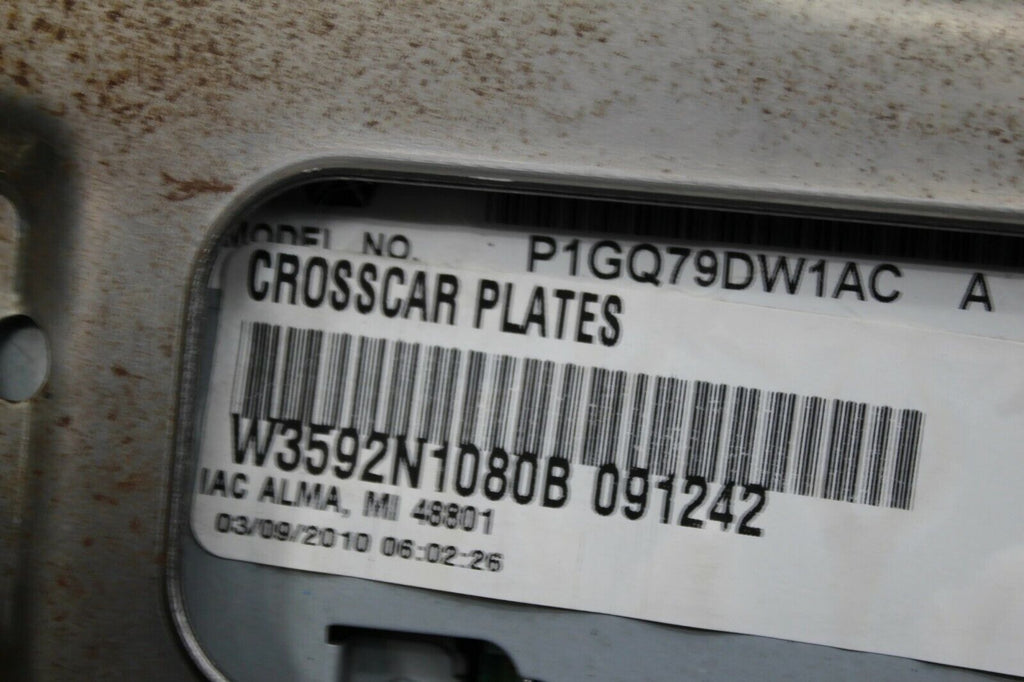 MODEL NO. P1GQ79DW1AC A
CROSSCAR PLATES
W3592N1080B 091242
IAC ALMA, MI 48801
03/09/2010 06:02:26